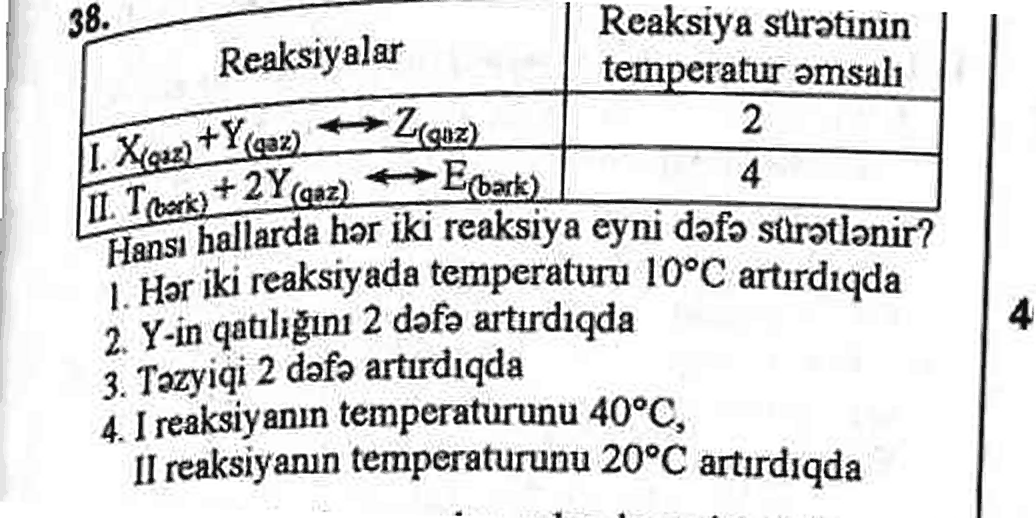 38.
Reaksiyalar
Reaksiya sürətinin
temperatur əmsalı
I. X(qaz) + Y(qaz) ⟷ Z(qaz)
2
II. T(bərk) + 2Y(qaz) ⟷ E(bərk)
4
Hansı hallarda hər iki reaksiya eyni dəfə sürətlənir?
1. Hər iki reaksiyada temperaturu 10°C artırdıqda
2. Y-in qatılığını 2 dəfə artırdıqda
3. Təzyiqi 2 dəfə artırdıqda
4. I reaksiyanın temperaturunu 40°C,
II reaksiyanın temperaturunu 20°C artırdıqda
4